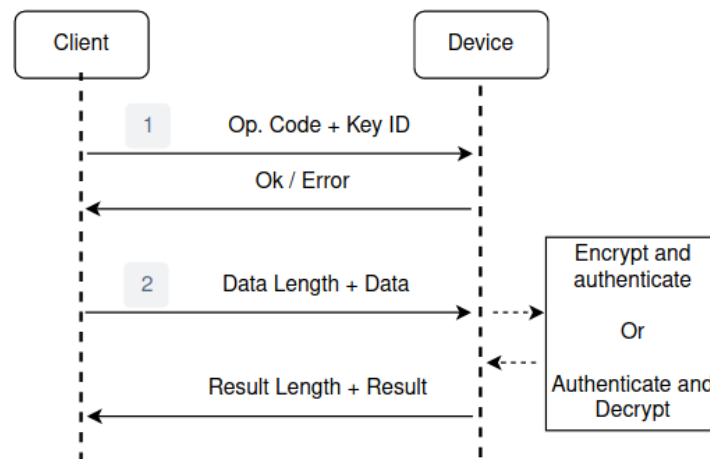 Client
Device
1
Op. Code + Key ID
Ok / Error
2
Data Length + Data
Encrypt and
authenticate
Or
Authenticate and
Decrypt
Result Length + Result